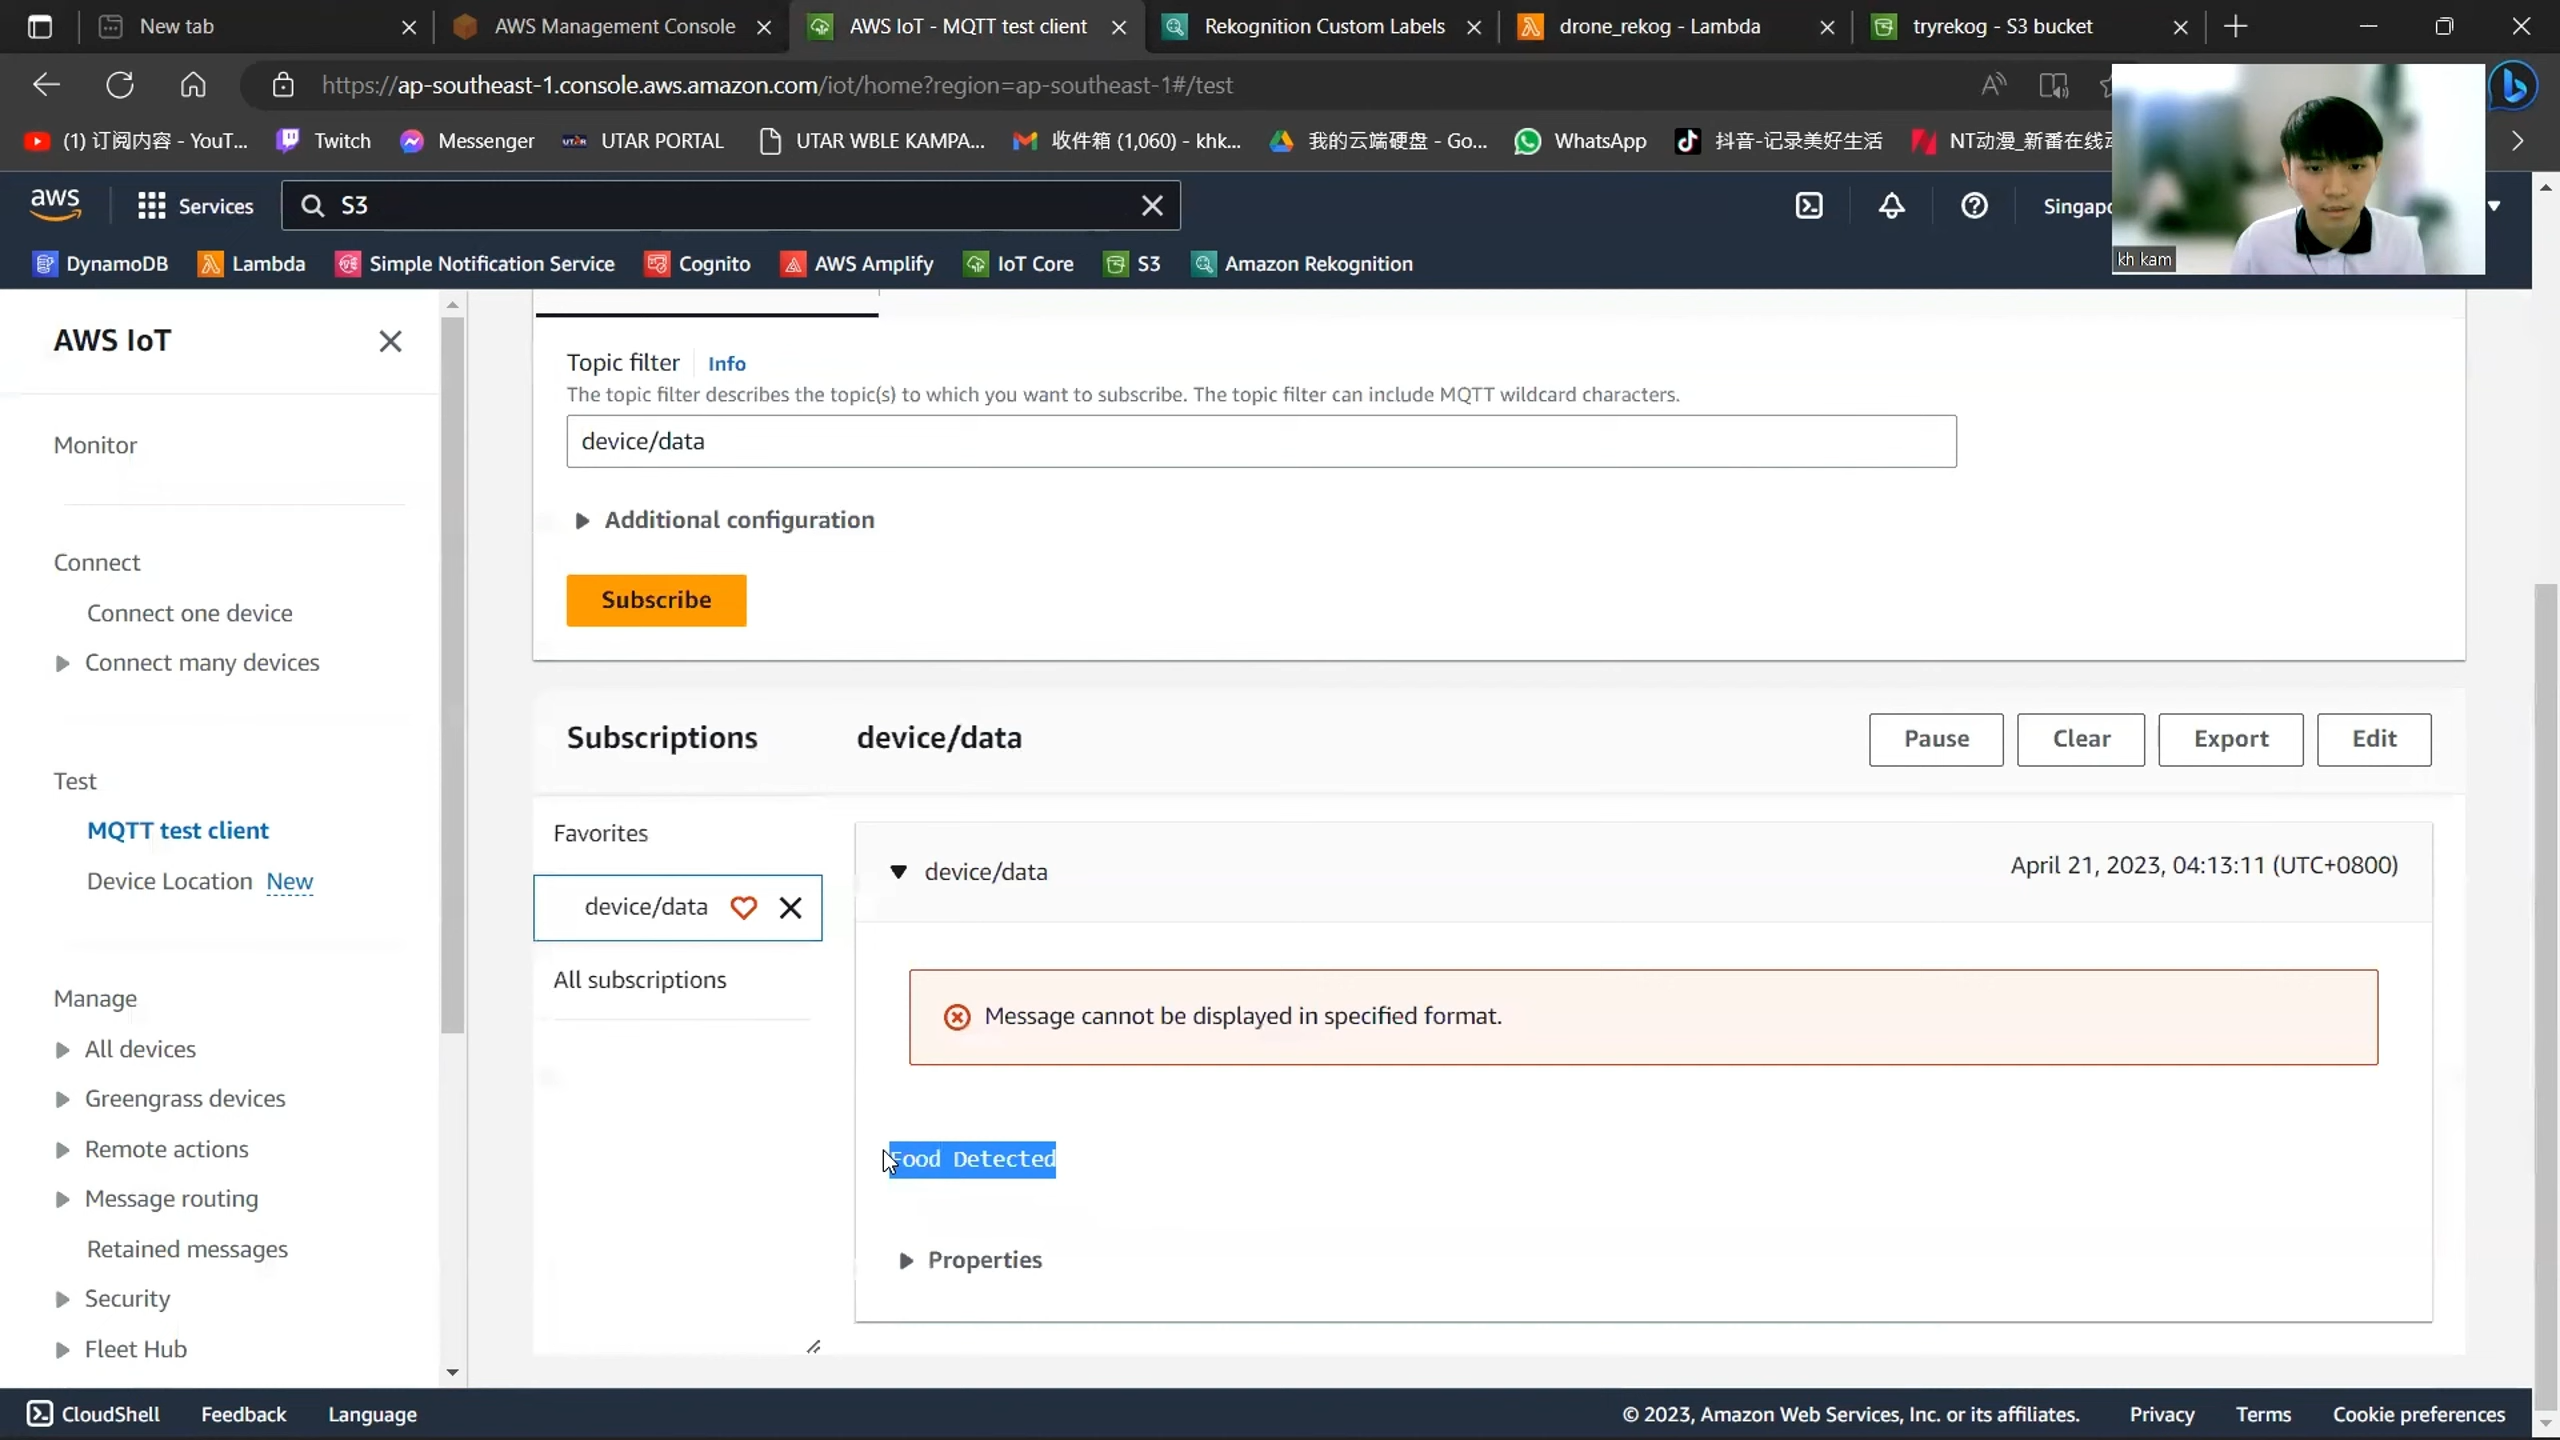 New tab
AWS Management Console
AWS IoT - MQTT test client
Rekognition Custom Labels
drone_rekog - Lambda
tryrekog - S3 bucket
https://ap-southeast-1.console.aws.amazon.com/iot/home?region=ap-southeast-1#/test
(1) 订阅内容 - YouT...
Twitch
Messenger
UTAR PORTAL
UTAR WBLE KAMPA...
收件箱 (1,060) - khk...
我的云端硬盘 - Go...
WhatsApp
抖音-记录美好生活
NT动漫_新番在线
aws
Services
S3
Singapo
kh kam
DynamoDB
Lambda
Simple Notification Service
Cognito
AWS Amplify
IoT Core
S3
Amazon Rekognition
AWS IoT
Monitor
Connect
Connect one device
Connect many devices
Test
MQTT test client
Device Location New
Manage
All devices
Greengrass devices
Remote actions
Message routing
Retained messages
Security
Fleet Hub
Topic filter Info
The topic filter describes the topic(s) to which you want to subscribe. The topic filter can include MQTT wildcard characters.
device/data
Additional configuration
Subscribe
Subscriptions
device/data
Pause
Clear
Export
Edit
Favorites
device/data
All subscriptions
device/data
April 21, 2023, 04:13:11 (UTC+0800)
Message cannot be displayed in specified format.
Food Detected
Properties
CloudShell
Feedback
Language
© 2023, Amazon Web Services, Inc. or its affiliates.
Privacy
Terms
Cookie preferences